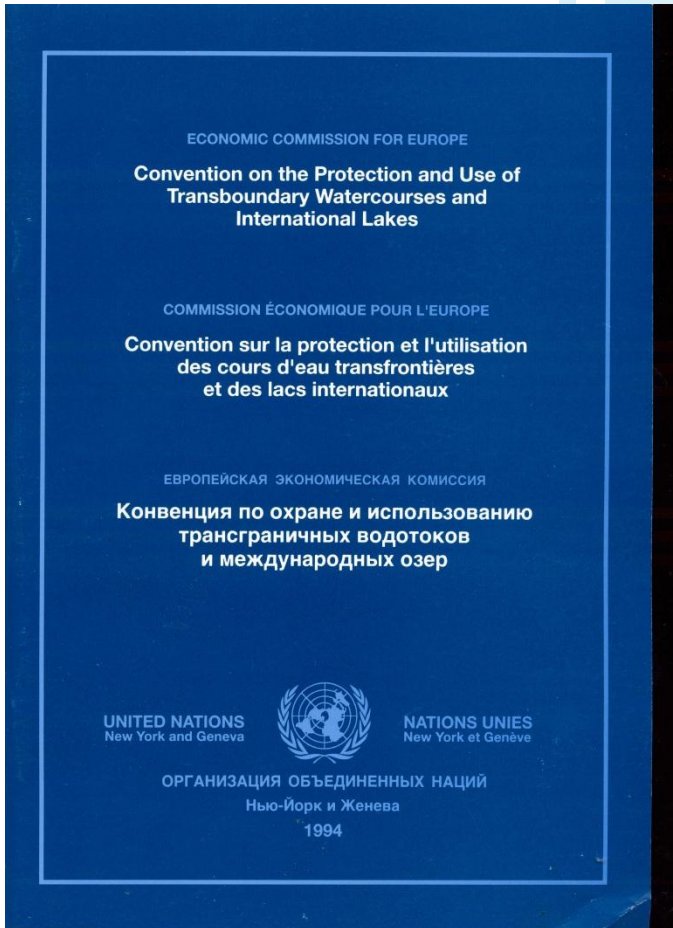 ECONOMIC COMMISSION FOR EUROPE
Convention on the Protection and Use of
Transboundary Watercourses and
International Lakes
COMMISSION ÉCONOMIQUE POUR L'EUROPE
Convention sur la protection et l'utilisation
des cours d'eau transfrontières
et des lacs internationaux
ЕВРОПЕЙСКАЯ ЭКОНОМИЧЕСКАЯ КОМИССИЯ
Конвенция по охране и использованию
трансграничных водотоков
и международных озер
UNITED NATIONS
New York and Geneva
NATIONS UNIES
New York et Genève
ОРГАНИЗАЦИЯ ОБЪЕДИНЕННЫХ НАЦИЙ
Нью-Йорк и Женева
1994